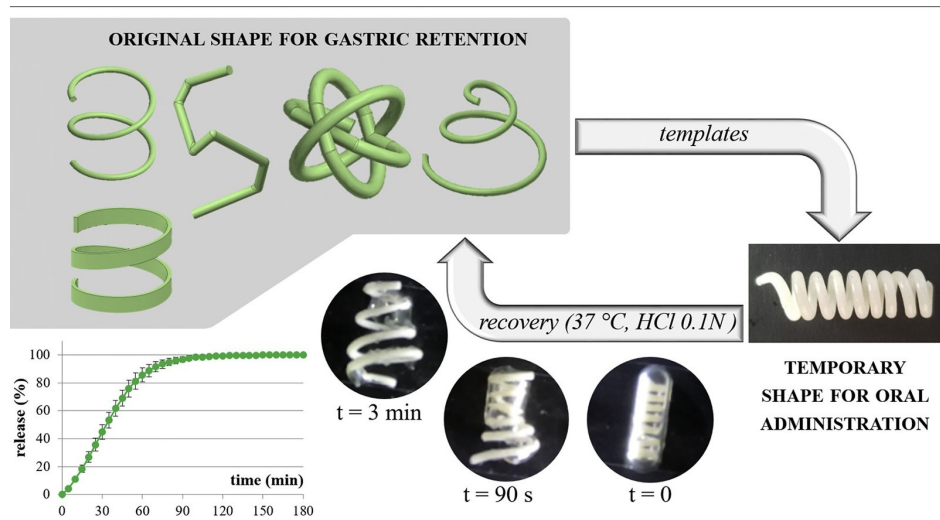 ORIGINAL SHAPE FOR GASTRIC RETENTION
templates
recovery (37 °C, HCl 0.1N )
TEMPORARY
SHAPE FOR ORAL
ADMINISTRATION
t = 3 min
t = 90 s
t = 0
release (%)
100
80
60
40
20
0
time (min)
0 30 60 90 120 150 180